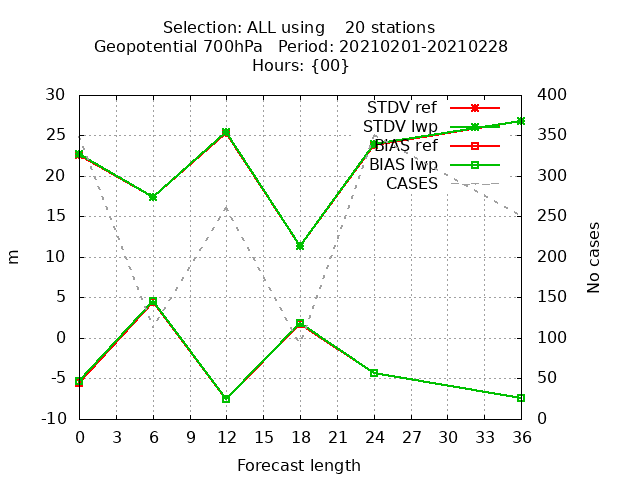 Selection: ALL using    20 stations
Geopotential 700hPa   Period: 20210201-20210228
Hours: {00}
30
25
20
15
10
5
0
-5
-10
m
STDV ref
STDV lwp
BIAS ref
BIAS lwp
CASES
400
350
300
250
200
150
100
50
0
No cases
0 3 6 9 12 15 18 21 24 27 30 33 36
Forecast length